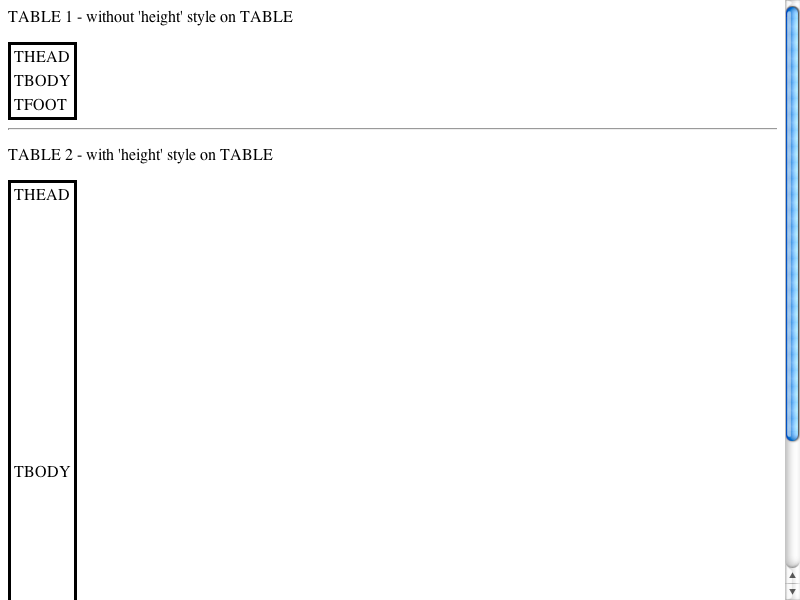 TABLE 1 - without 'height' style on TABLE
THEAD
TBODY
TFOOT
TABLE 2 - with 'height' style on TABLE
THEAD
TBODY